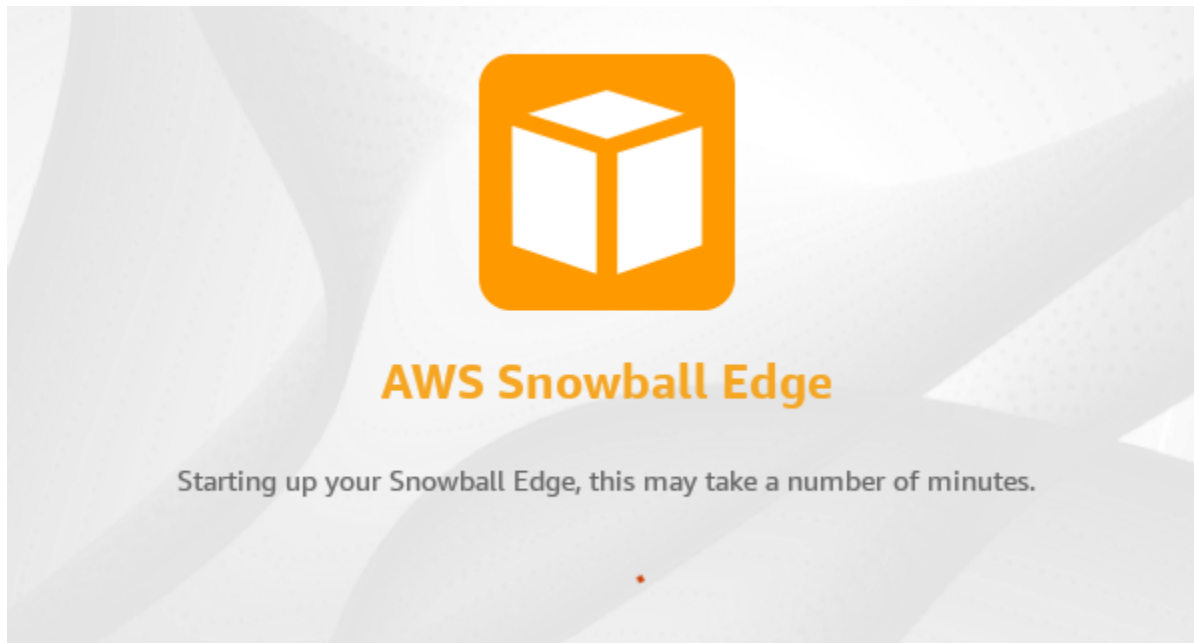 AWS Snowball Edge
Starting up your Snowball Edge, this may take a number of minutes.